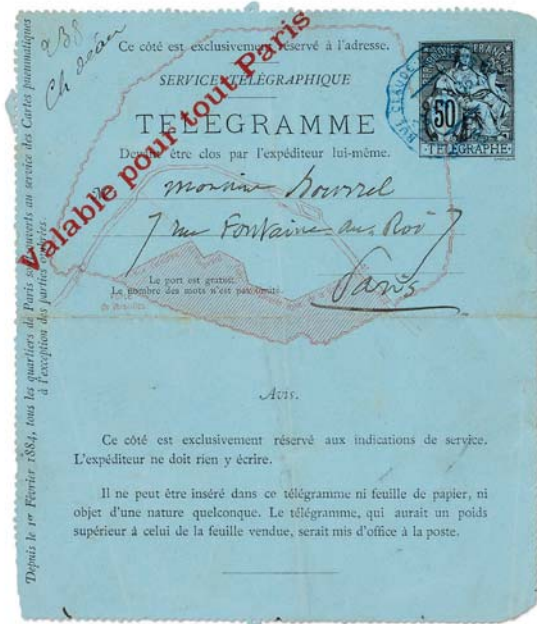 Ce côté est exclusivement réservé à l'adresse.
SERVICE TÉLÉGRAPHIQUE
TÉLÉGRAMME
Devant être clos par l'expéditeur lui-même.
Valable pour tout Paris
50
TÉLÉGRAPHE
Monsieur
7 rue Fontaine au Roi 7
Paris
Le port est gratuit.
Le nombre des mots n'est pas limité.
Avis.
Ce côté est exclusivement réservé aux indications de service.
L'expéditeur ne doit rien y écrire.
Il ne peut être inséré dans ce télégramme ni feuille de papier, ni
objet d'une nature quelconque. Le télégramme, qui aurait un poids
supérieur à celui de la feuille vendue, serait mis d'office à la poste.
Depuis le 1er Février 1884, tous les quartiers de Paris sont ouverts au service des Cartes pneumatiques
à l'exception des parties ombrées.